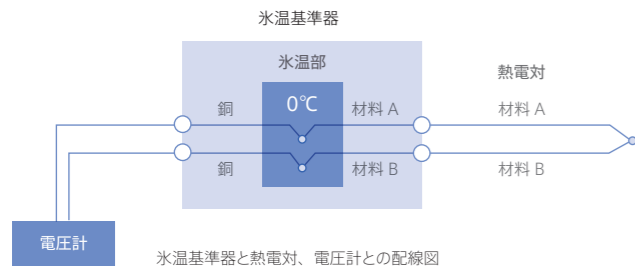 氷温基準器
氷温部
熱電対
0℃
銅
材料 A
材料 A
銅
材料 B
材料 B
電圧計
氷温基準器と熱電対、電圧計との配線図